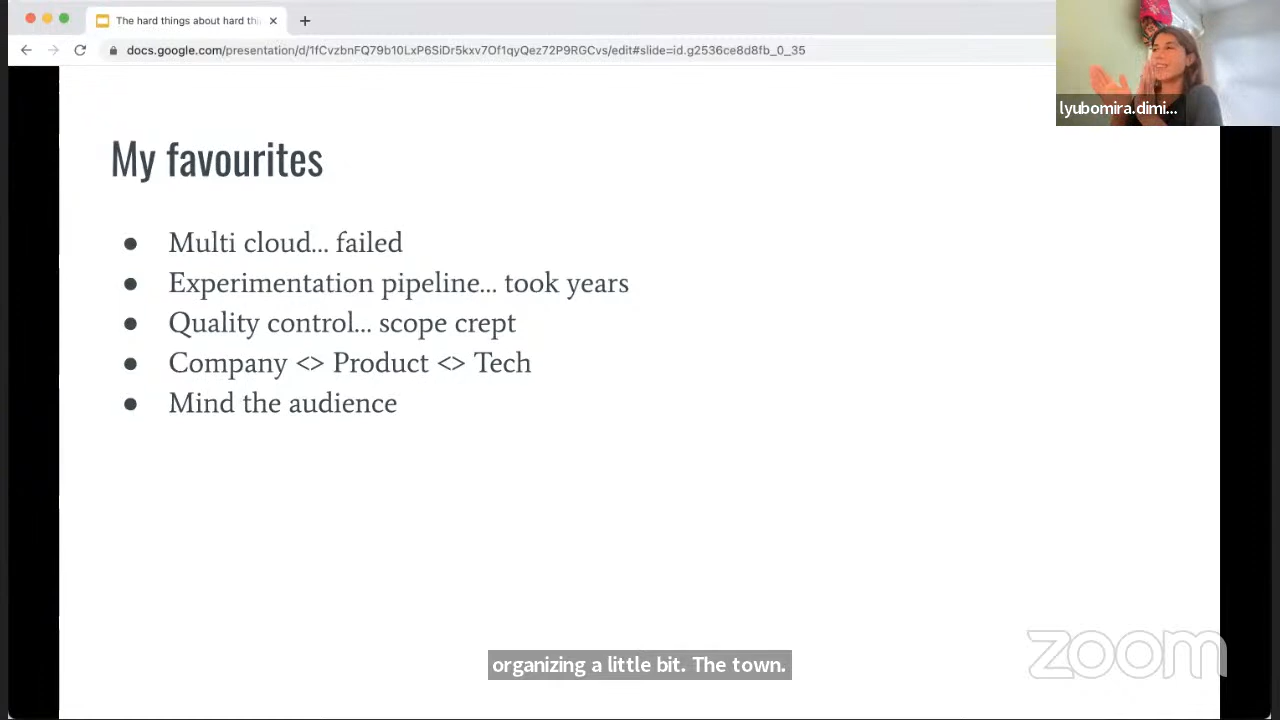 The hard things about hard thi
docs.google.com/presentation/d/1fCvzbnFQ79b10LxP6SiDr5kxv7Of1qyQez72P9RGCvs/edit#slide=id.g2536ce8d8fb_0_35
lyubomira.dimi...
My favourites
● Multi cloud... failed
● Experimentation pipeline... took years
● Quality control... scope crept
● Company <> Product <> Tech
● Mind the audience
organizing a little bit. The town.
zoom